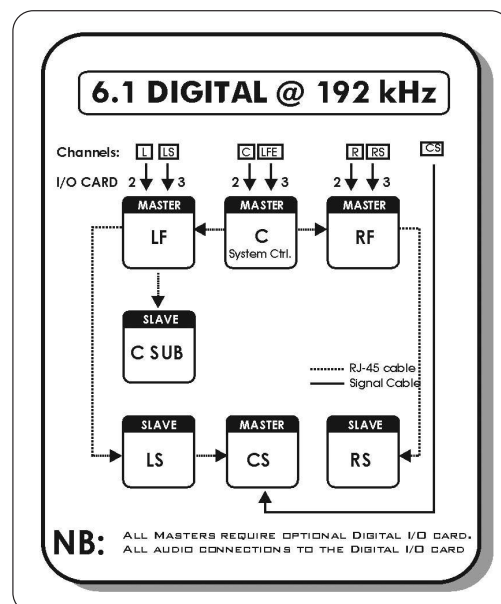 6.1 DIGITAL @ 192 kHz
Channels: L LS C LFE R RS CS
I/O CARD 2 3 2 3 2 3
MASTER MASTER MASTER
LF C RF
System Ctrl.
SLAVE
C SUB
RJ-45 cable
Signal Cable
SLAVE MASTER SLAVE
LS CS RS
NB: ALL MASTERS REQUIRE OPTIONAL DIGITAL I/O CARD.
ALL AUDIO CONNECTIONS TO THE DIGITAL I/O CARD